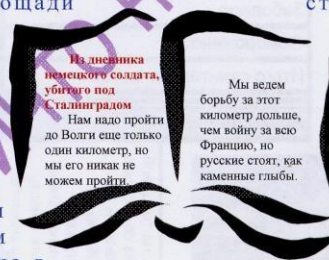 ощади
ст
Из дневника
немецкого солдата,
убитого под
Сталинградом
Нам надо пройти
до Волги еще только
один километр, но
мы его никак не
можем пройти.
Мы ведем
борьбу за этот
километр дольше,
чем войну за всю
Францию, но
русские стоят, как
каменные глыбы.